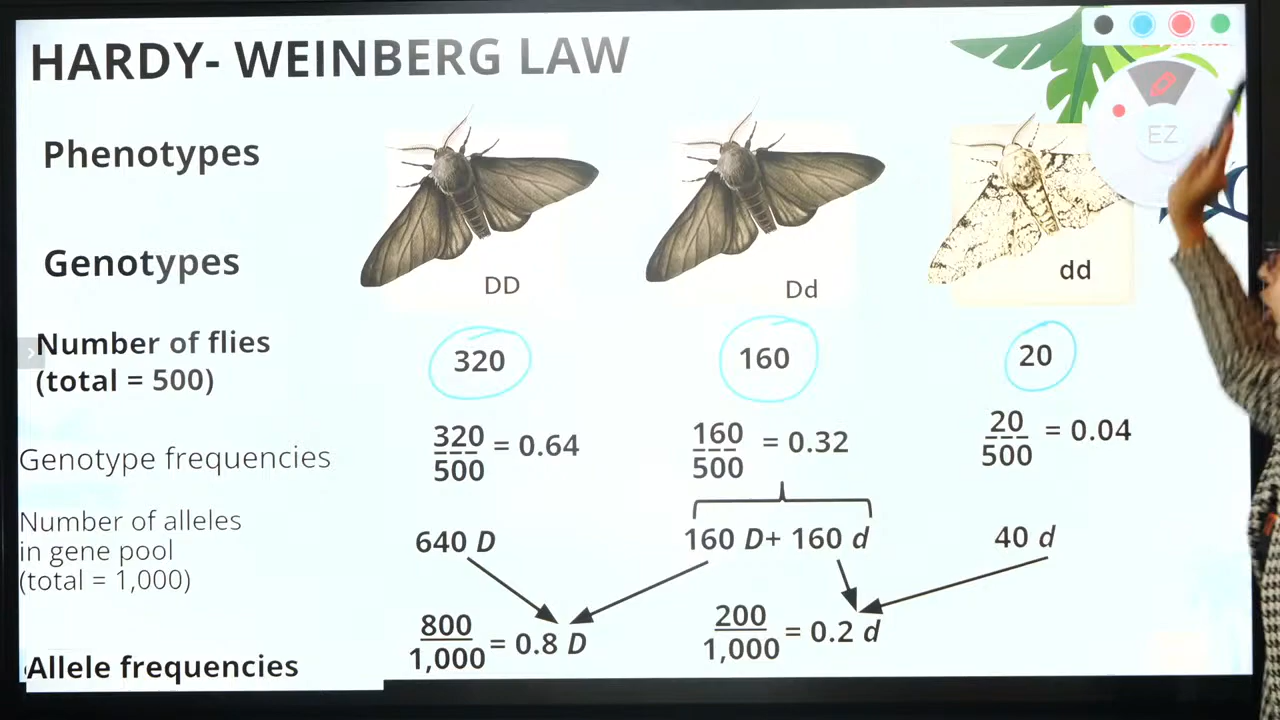 HARDY- WEINBERG LAW
EZ
Phenotypes
Genotypes
DD
Dd
dd
Number of flies
(total = 500)
320
160
20
Genotype frequencies
320/500 = 0.64
160/500 = 0.32
20/500 = 0.04
Number of alleles
in gene pool
(total = 1,000)
640 D
160 D+ 160 d
40 d
Allele frequencies
800/1,000 = 0.8 D
200/1,000 = 0.2 d